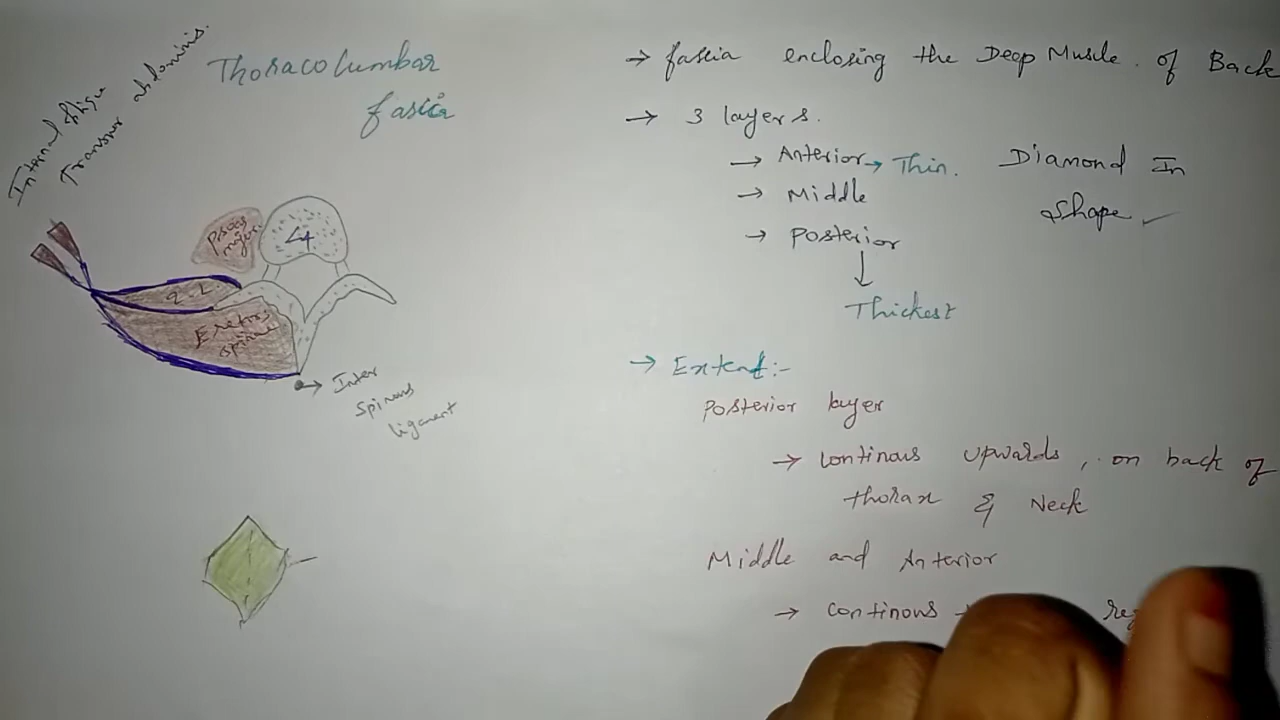 Thoracolumbar
fascia
Internal oblique
Transver abdominis.
Psoas
major.
L4
Q.L
Erector
spinae
→ Inter
Spinous
ligament
→ fascia enclosing the Deep Muscle. of Back
→ 3 layers.
→ Anterior → Thin.
→ Middle
→ Posterior
Thickest
Diamond In
Shape
→ Extent:-
Posterior layer
→ Continous Upwards, on back of
thorax & Neck
Middle and Anterior
→ Continous